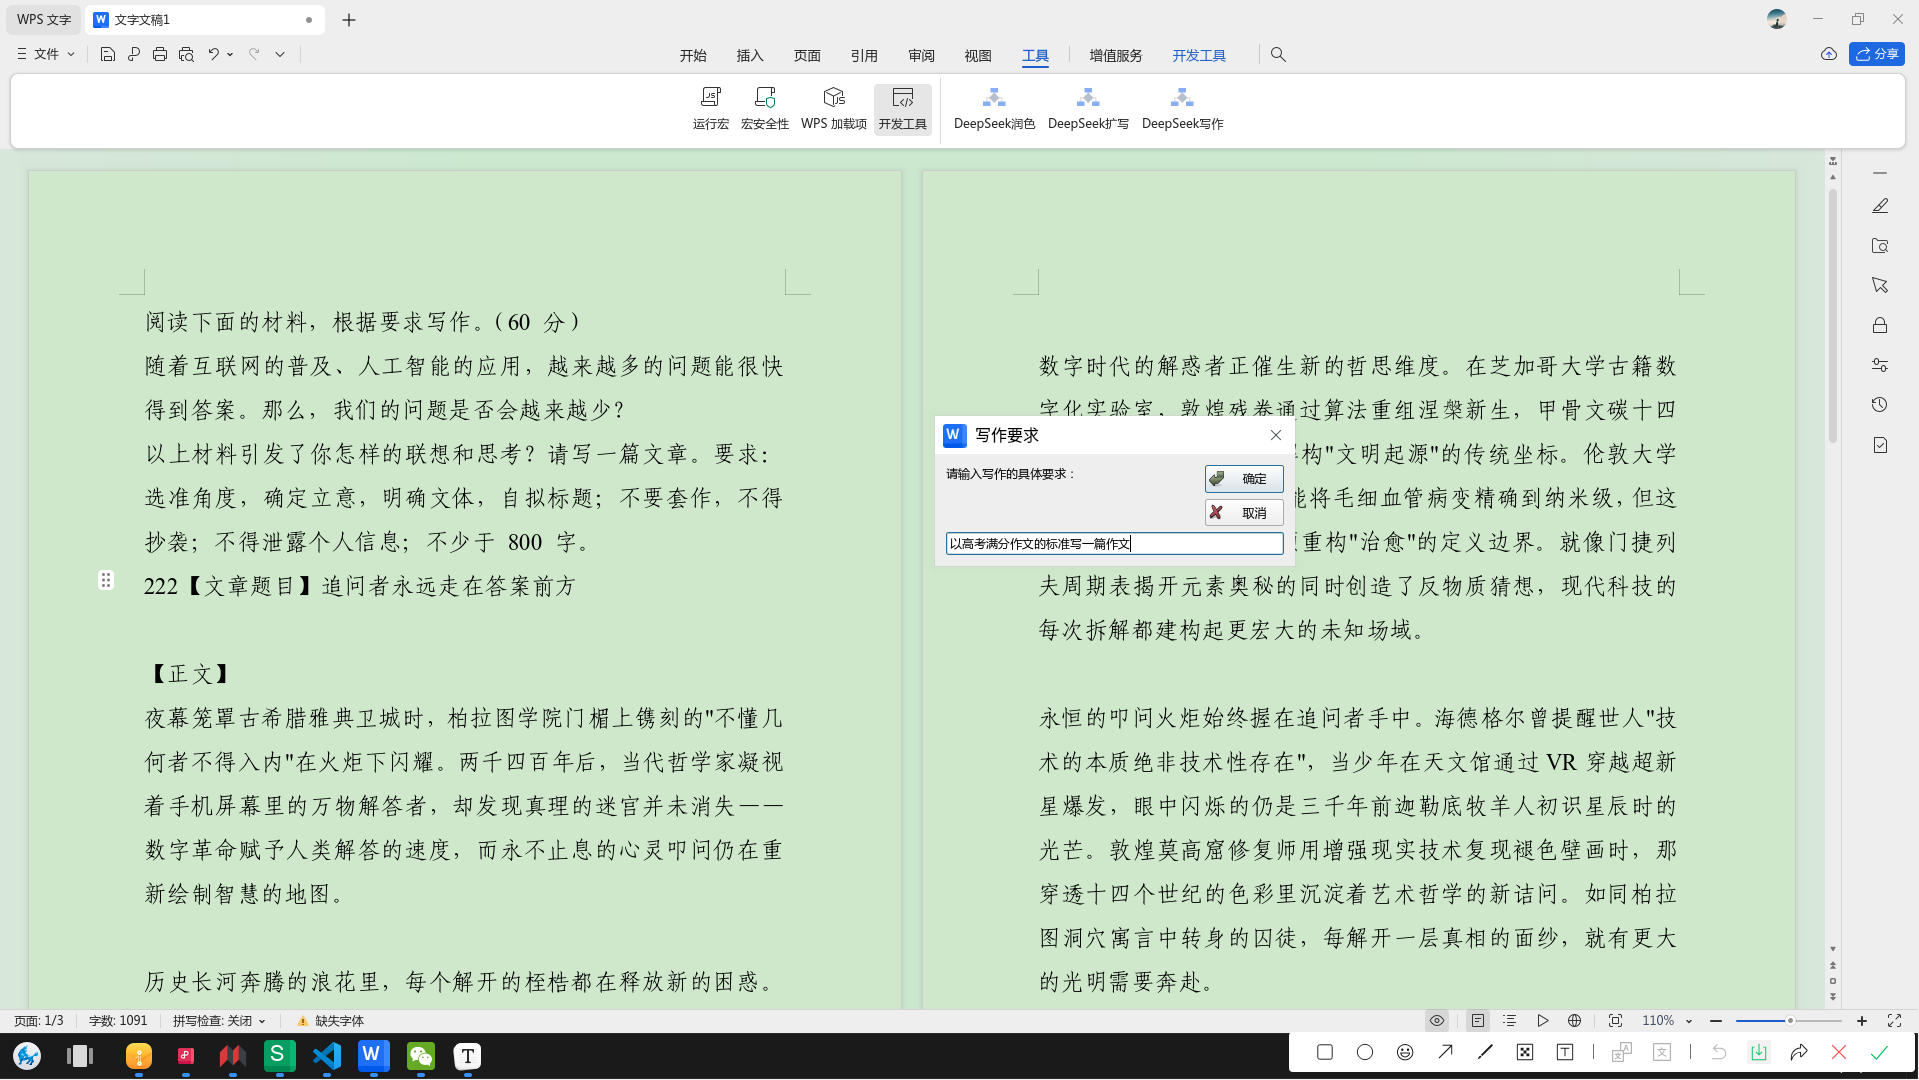 WPS 文字
文字文稿1
文件
开始
插入
页面
引用
审阅
视图
工具
增值服务
开发工具
分享
运行宏
宏安全性
WPS 加载项
开发工具
DeepSeek润色
DeepSeek扩写
DeepSeek写作
阅读下面的材料，根据要求写作。（60 分）
随着互联网的普及、人工智能的应用，越来越多的问题能很快
得到答案。那么，我们的问题是否会越来越少？
以上材料引发了你怎样的联想和思考？请写一篇文章。要求：
选准角度，确定立意，明确文体，自拟标题；不要套作，不得
抄袭；不得泄露个人信息；不少于 800 字。
222【文章题目】追问者永远走在答案前方
【正文】
夜幕笼罩古希腊雅典卫城时，柏拉图学院门楣上镌刻的"不懂几
何者不得入内"在火炬下闪耀。两千四百年后，当代哲学家凝视
着手机屏幕里的万物解答者，却发现真理的迷宫并未消失——
数字革命赋予人类解答的速度，而永不止息的心灵叩问仍在重
新绘制智慧的地图。
历史长河奔腾的浪花里，每个解开的桎梏都在释放新的困惑。
数字时代的解惑者正催生新的哲思维度。在芝加哥大学古籍数
字化实验室，敦煌残卷通过算法重组涅槃新生，甲骨文碳十四
构"文明起源"的传统坐标。伦敦大学
能将毛细血管病变精确到纳米级，但这
重构"治愈"的定义边界。就像门捷列
夫周期表揭开元素奥秘的同时创造了反物质猜想，现代科技的
每次拆解都建构起更宏大的未知场域。
永恒的叩问火炬始终握在追问者手中。海德格尔曾提醒世人"技
术的本质绝非技术性存在"，当少年在天文馆通过 VR 穿越超新
星爆发，眼中闪烁的仍是三千年前迦勒底牧羊人初识星辰时的
光芒。敦煌莫高窟修复师用增强现实技术复现褪色壁画时，那
穿透十四个世纪的色彩里沉淀着艺术哲学的新诘问。如同柏拉
图洞穴寓言中转身的囚徒，每解开一层真相的面纱，就有更大
的光明需要奔赴。
写作要求
请输入写作的具体要求：
确定
取消
以高考满分作文的标准写一篇作文
页面: 1/3
字数: 1091
拼写检查: 关闭
缺失字体
110%